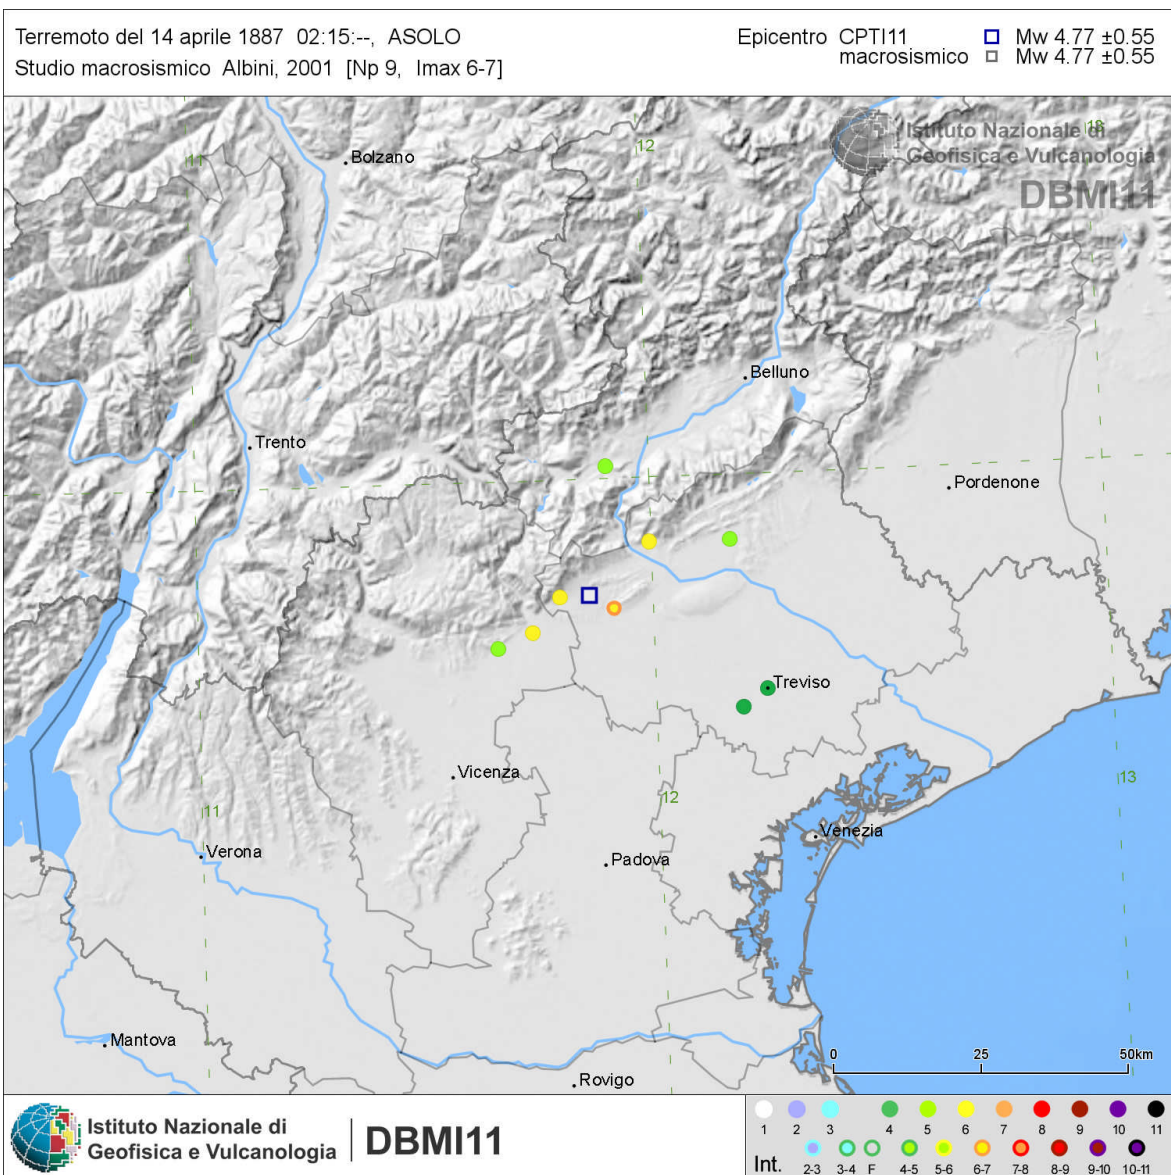 Terremoto del 14 aprile 1887 02:15:--, ASOLO
Studio macrosismico Albini, 2001 [Np 9, Imax 6-7]
Epicentro CPTI11 Mw 4.77 ±0.55
macrosismico Mw 4.77 ±0.55
Istituto Nazionale di
Geofisica e Vulcanologia
DBMI11
11
12
13
Bolzano
Belluno
Trento
Pordenone
Treviso
Vicenza
11
12
13
Venezia
Verona
Padova
Mantova
Rovigo
0 25 50km
Istituto Nazionale di
Geofisica e Vulcanologia
DBMI11
1 2 3 4 5 6 7 8 9 10 11
Int. 2-3 3-4 F 4-5 5-6 6-7 7-8 8-9 9-10 10-11